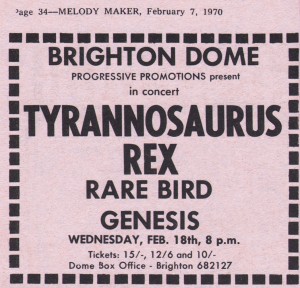 Page 34—MELODY MAKER, February 7, 1970
BRIGHTON DOME
PROGRESSIVE PROMOTIONS present
in concert
TYRANNOSAURUS
REX
RARE BIRD
GENESIS
WEDNESDAY, FEB. 18th, 8 p.m.
Tickets: 15/-, 12/6 and 10/-
Dome Box Office - Brighton 682127